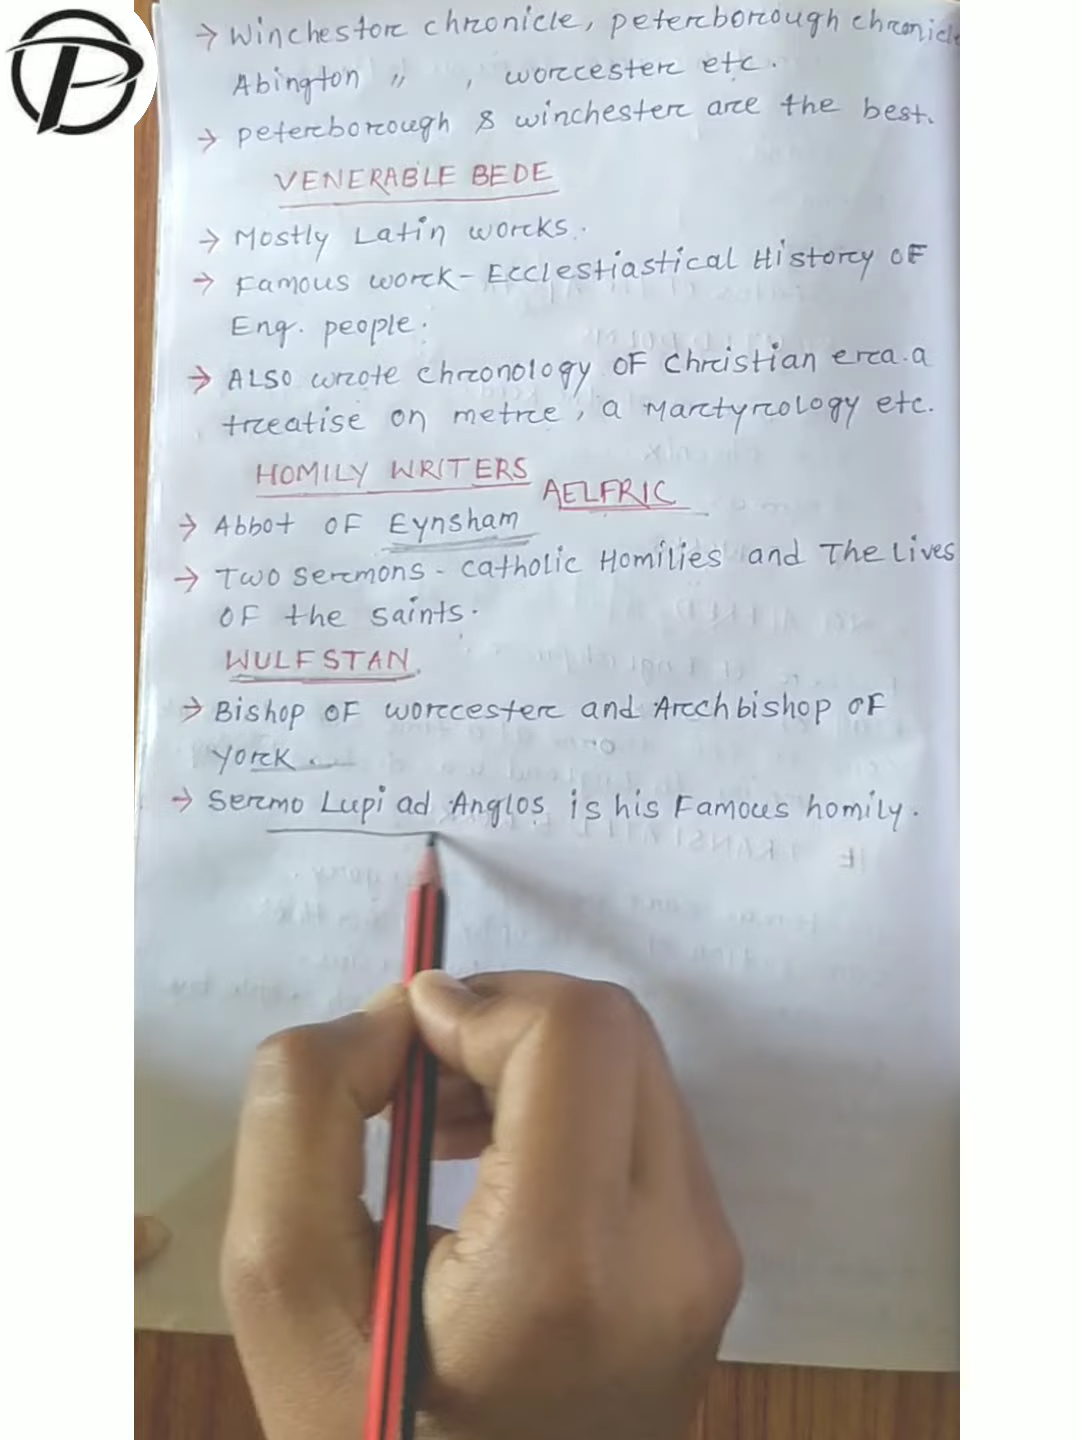 → Winchester chronicle, peterborough chronicle
Abington " , worcester etc.
→ peterborough & winchester are the best.
VENERABLE BEDE
→ Mostly Latin works.
→ Famous work - Ecclestiastical History OF
Eng. people.
→ ALSO wrote chronology OF Christian era. a
treatise on metre, a Martyrology etc.
HOMILY WRITERS
AELFRIC
→ Abbot OF Eynsham
→ Two sermons - catholic Homilies and The Lives
OF the saints.
WULFSTAN.
→ Bishop OF worcester and Archbishop OF
York.
→ Sermo Lupi ad Anglos is his Famous homily.